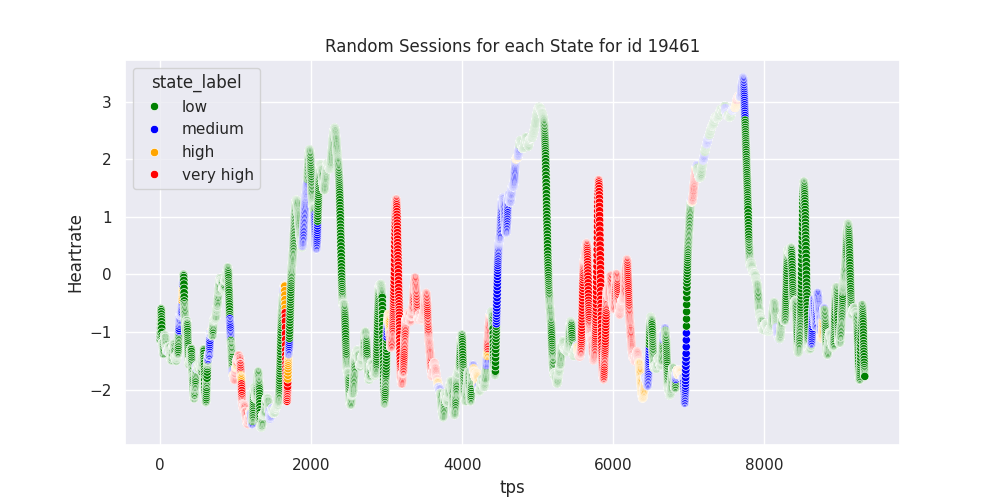 Random Sessions for each State for id 19461
state_label
low
medium
high
very high
Heartrate
3
2
1
0
−1
−2
0
2000
4000
6000
8000
tps